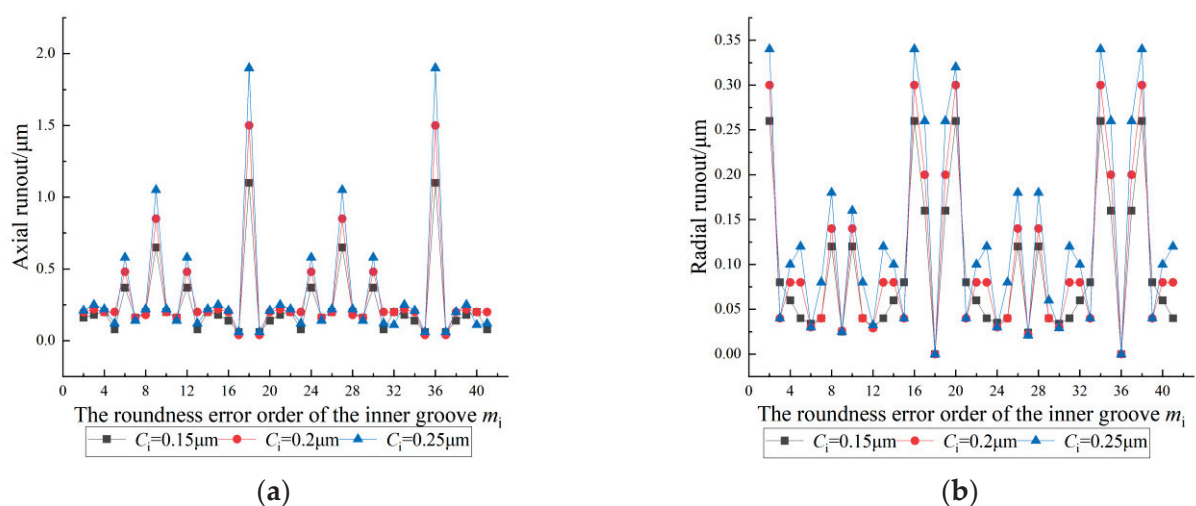 2.0
1.5
1.0
0.5
0.0
Axial runout/μm
0 4 8 12 16 20 24 28 32 36 40
The roundness error order of the inner groove mi
Ci=0.15μm Ci=0.2μm Ci=0.25μm
(a)
0.35
0.30
0.25
0.20
0.15
0.10
0.05
0.00
Radial runout/μm
0 4 8 12 16 20 24 28 32 36 40
The roundness error order of the inner groove mi
Ci=0.15μm Ci=0.2μm Ci=0.25μm
(b)